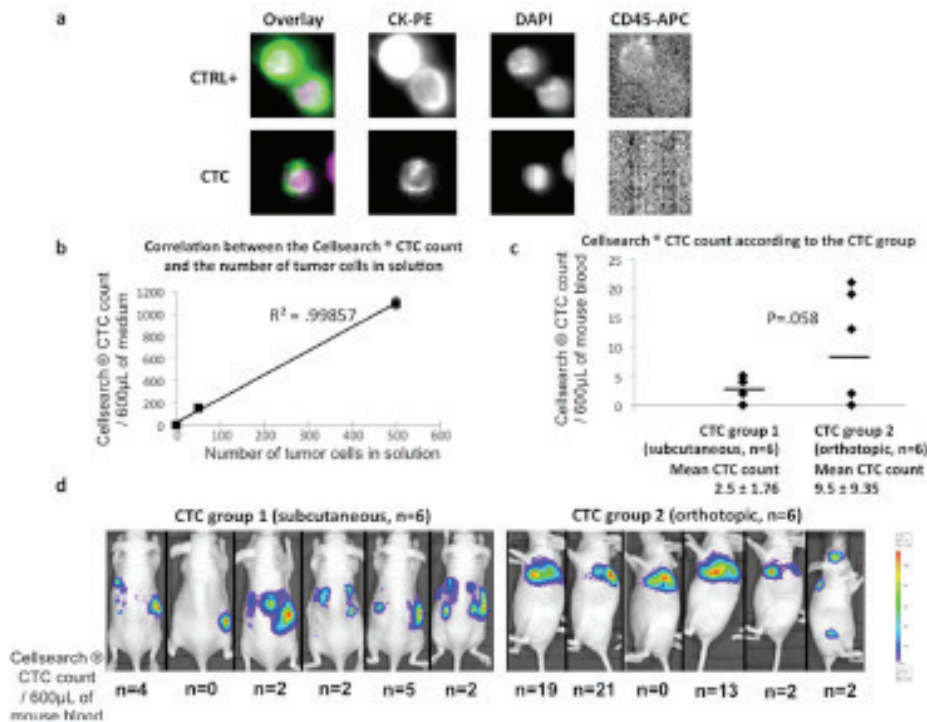 a
Overlay CK-PE DAPI CD45-APC
CTRL+
CTC
b
Correlation between the Cellsearch ® CTC count
and the number of tumor cells in solution
Cellsearch ® CTC count
/ 600µL of medium
1200
1000
800
600
400
200
0
R² = .99857
0 100 200 300 400 500 600
Number of tumor cells in solution
c
Cellsearch ® CTC count according to the CTC group
Cellsearch ® CTC count
/ 600µL of mouse blood
25
20
15
10
5
0
P=.058
CTC group 1
(subcutaneous, n=6)
Mean CTC count
2.5 ± 1.76
CTC group 2
(orthotopic, n=6)
Mean CTC count
9.5 ± 9.35
d
CTC group 1 (subcutaneous, n=6)
CTC group 2 (orthotopic, n=6)
Cellsearch ®
CTC count
/ 600µL of
mouse blood
n=4 n=0 n=2 n=2 n=5 n=2 n=19 n=21 n=0 n=13 n=2 n=2